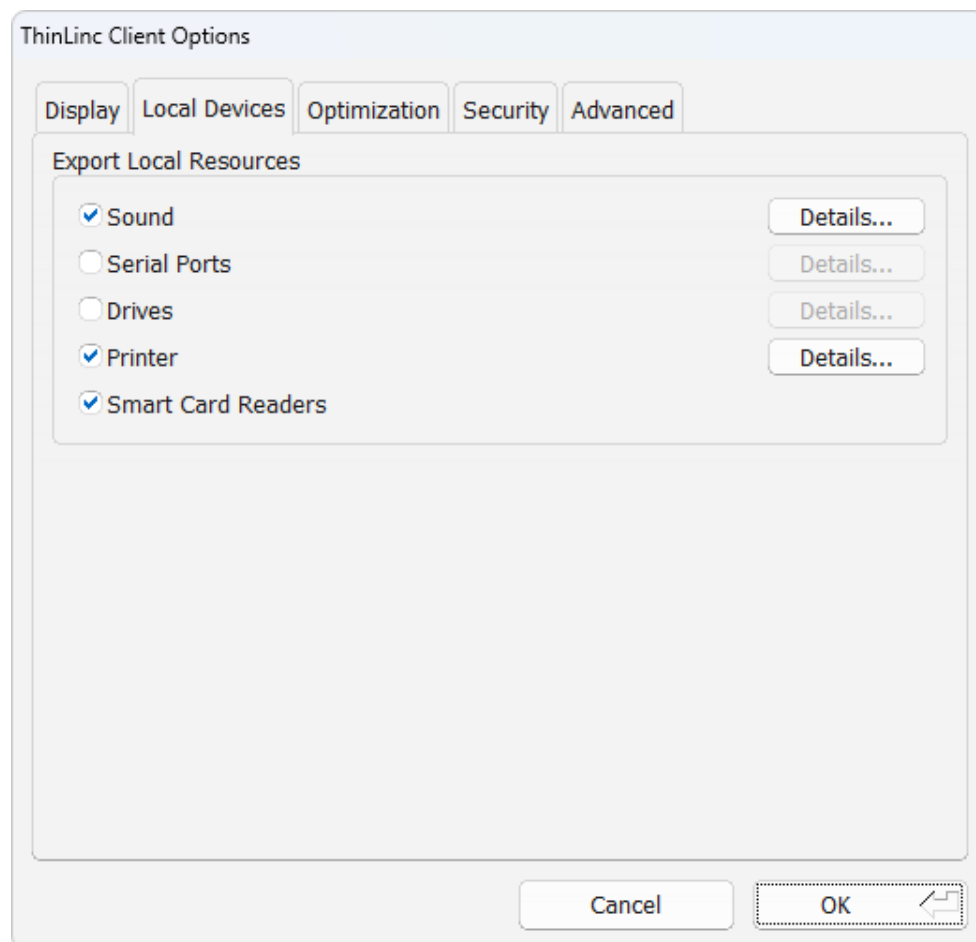 ThinLinc Client Options
Display Local Devices Optimization Security Advanced
Export Local Resources
Sound Details...
Serial Ports Details...
Drives Details...
Printer Details...
Smart Card Readers
Cancel OK